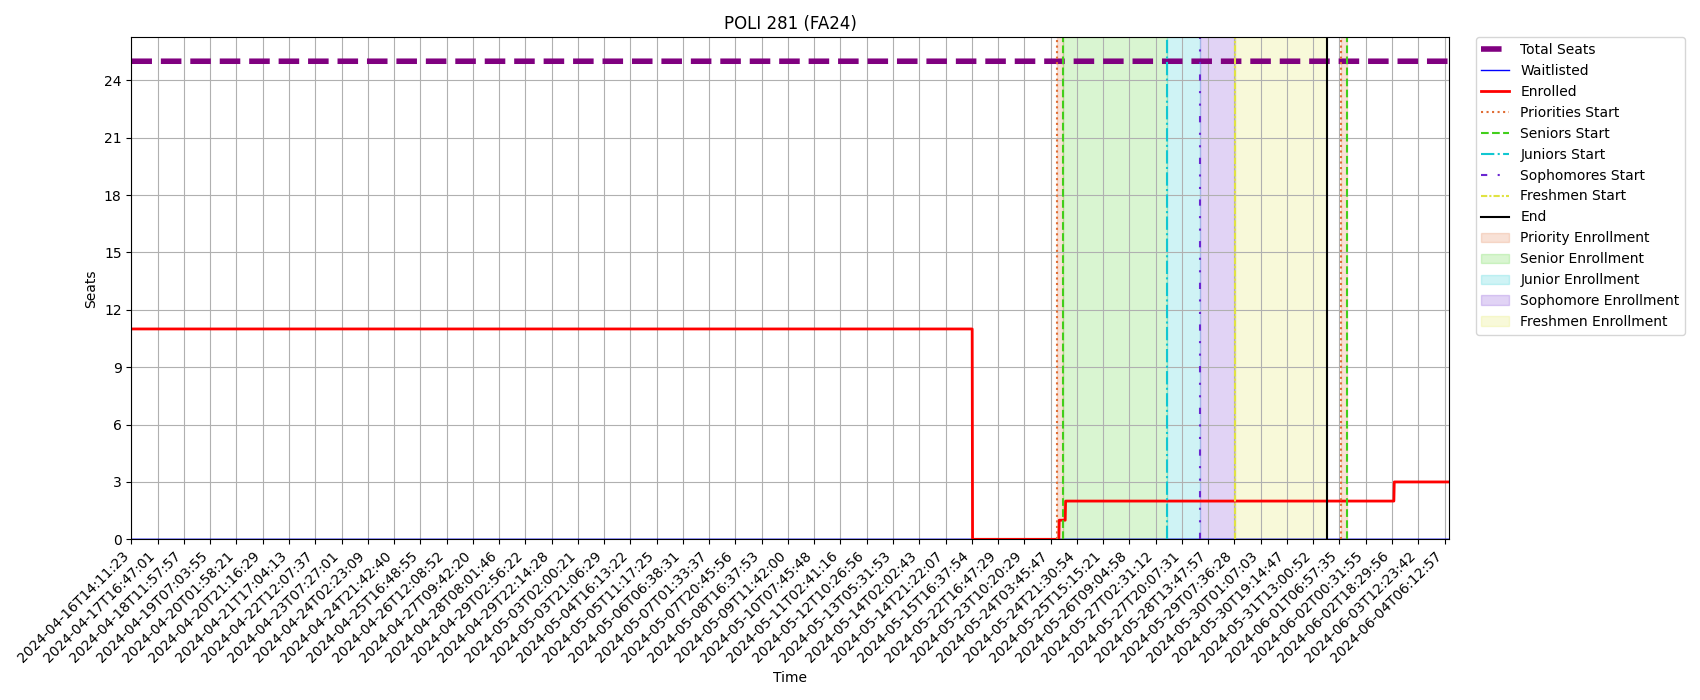 POLI 281 (FA24)
Seats
24
21
18
15
12
9
6
3
0
2024-04-16T14:11:23
2024-04-17T16:47:01
2024-04-18T11:57:57
2024-04-19T07:03:55
2024-04-20T01:58:21
2024-04-20T21:16:29
2024-04-21T17:04:13
2024-04-22T12:07:37
2024-04-23T07:27:01
2024-04-24T02:23:09
2024-04-24T21:42:40
2024-04-25T16:48:55
2024-04-26T12:08:52
2024-04-27T09:42:20
2024-04-28T08:01:46
2024-04-29T02:56:22
2024-04-29T22:14:28
2024-05-03T02:00:21
2024-05-03T21:06:29
2024-05-04T16:13:22
2024-05-05T11:17:25
2024-05-06T06:38:31
2024-05-07T01:33:37
2024-05-07T20:45:56
2024-05-08T16:37:53
2024-05-09T11:42:00
2024-05-10T07:45:48
2024-05-11T02:41:16
2024-05-12T10:26:56
2024-05-13T05:31:53
2024-05-14T02:02:43
2024-05-14T21:22:07
2024-05-15T16:37:54
2024-05-22T16:47:29
2024-05-23T10:20:29
2024-05-24T03:45:47
2024-05-24T21:30:54
2024-05-25T15:15:21
2024-05-26T09:04:58
2024-05-27T02:31:12
2024-05-27T20:07:31
2024-05-28T13:47:57
2024-05-29T07:36:28
2024-05-30T01:07:03
2024-05-30T19:14:47
2024-05-31T13:00:52
2024-06-01T06:57:35
2024-06-02T00:31:55
2024-06-02T18:29:56
2024-06-03T12:23:42
2024-06-04T06:12:57
Time
Total Seats
Waitlisted
Enrolled
Priorities Start
Seniors Start
Juniors Start
Sophomores Start
Freshmen Start
End
Priority Enrollment
Senior Enrollment
Junior Enrollment
Sophomore Enrollment
Freshmen Enrollment